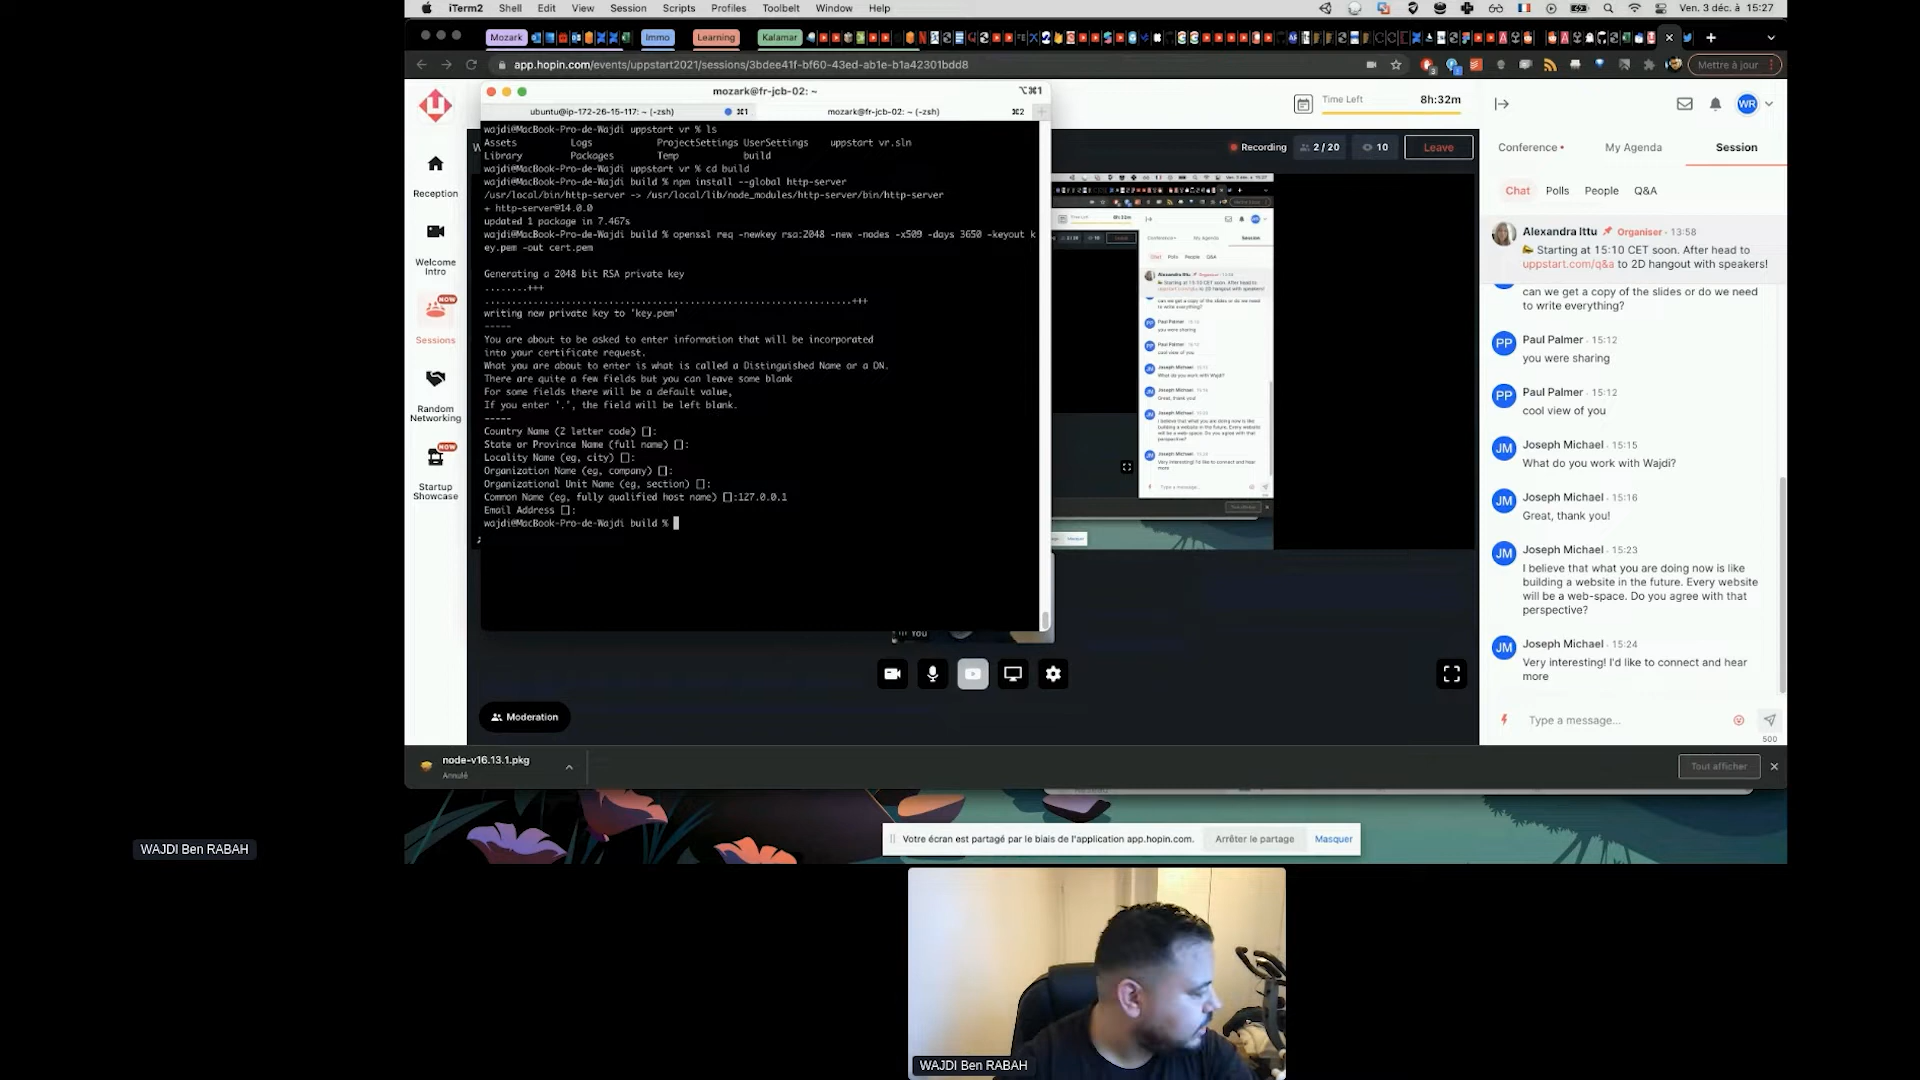 iTerm2 Shell Edit View Session Scripts Profiles Toolbelt Window Help
Ven. 3 déc. à 15:27
Mozark Immo Learning Kalamar
app.hopin.com/events/uppstart2021/sessions/3bdee41f-bf60-43ed-ab1e-b1a42301bdd8
Mettre à jour
mozark@fr-jcb-02: ~
⌥⌘1
ubuntu@ip-172-26-15-117: ~ (-zsh) ⌘1
mozark@fr-jcb-02: ~ (-zsh) ⌘2
wajdi@MacBook-Pro-de-Wajdi uppstart vr % ls
Assets Logs ProjectSettings UserSettings uppstart vr.sln
Library Packages Temp build
wajdi@MacBook-Pro-de-Wajdi uppstart vr % cd build
wajdi@MacBook-Pro-de-Wajdi build % npm install --global http-server
/usr/local/bin/http-server -> /usr/local/lib/node_modules/http-server/bin/http-server
+ http-server@14.0.0
updated 1 package in 7.467s
wajdi@MacBook-Pro-de-Wajdi build % openssl req -newkey rsa:2048 -new -nodes -x509 -days 3650 -keyout k
ey.pem -out cert.pem
Generating a 2048 bit RSA private key
........+++
......................................................................+++
writing new private key to 'key.pem'
-----
You are about to be asked to enter information that will be incorporated
into your certificate request.
What you are about to enter is what is called a Distinguished Name or a DN.
There are quite a few fields but you can leave some blank
For some fields there will be a default value,
If you enter '.', the field will be left blank.
-----
Country Name (2 letter code) []:
State or Province Name (full name) []:
Locality Name (eg, city) []:
Organization Name (eg, company) []:
Organizational Unit Name (eg, section) []:
Common Name (eg, fully qualified host name) []:127.0.0.1
Email Address []:
wajdi@MacBook-Pro-de-Wajdi build %
Reception
Welcome
Intro
NOW
Sessions
Random
Networking
NOW
Startup
Showcase
Time Left 8h:32m
Recording 2 / 20 10 Leave
You
Moderation
WR
Conference • My Agenda Session
Chat Polls People Q&A
Alexandra Ittu Organiser · 13:58
Starting at 15:10 CET soon. After head to
uppstart.com/q&a to 2D hangout with speakers!
can we get a copy of the slides or do we need
to write everything?
PP
Paul Palmer · 15:12
you were sharing
PP
Paul Palmer · 15:12
cool view of you
JM
Joseph Michael · 15:15
What do you work with Wajdi?
JM
Joseph Michael · 15:16
Great, thank you!
JM
Joseph Michael · 15:23
I believe that what you are doing now is like
building a website in the future. Every website
will be a web-space. Do you agree with that
perspective?
JM
Joseph Michael · 15:24
Very interesting! I'd like to connect and hear
more
Type a message...
500
node-v16.13.1.pkg
Annulé
Tout afficher
Votre écran est partagé par le biais de l'application app.hopin.com. Arrêter le partage Masquer
WAJDI Ben RABAH
WAJDI Ben RABAH